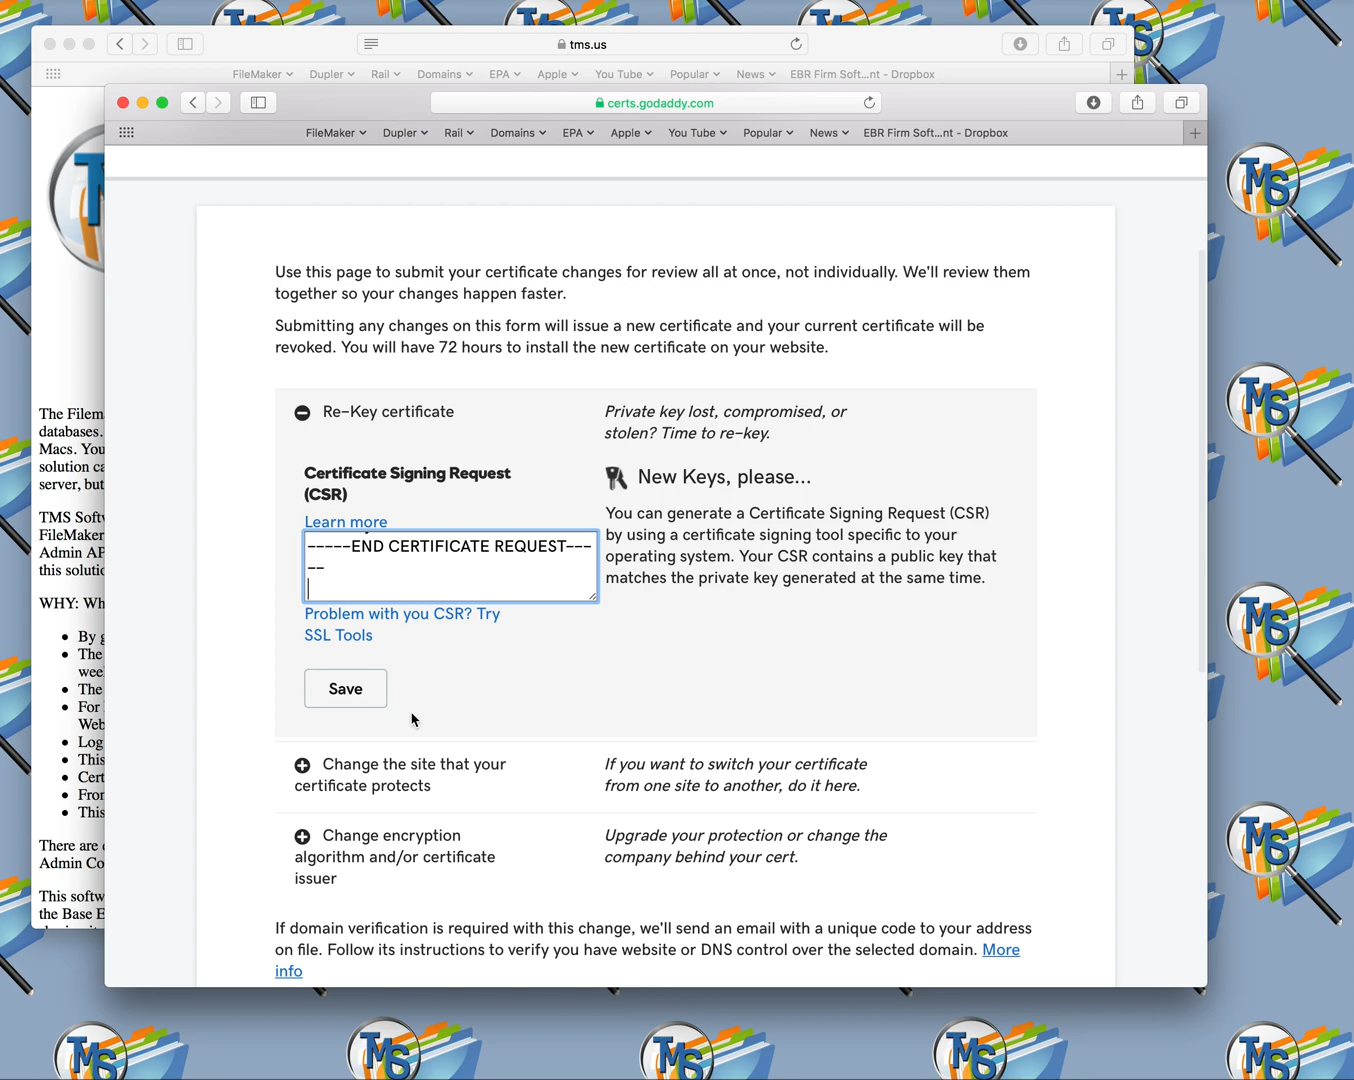 tms.us
FileMaker Dupler Rail Domains EPA Apple You Tube Popular News EBR Firm Soft...nt - Dropbox
certs.godaddy.com
FileMaker Dupler Rail Domains EPA Apple You Tube Popular News EBR Firm Soft...nt - Dropbox
Use this page to submit your certificate changes for review all at once, not individually. We'll review them
together so your changes happen faster.
Submitting any changes on this form will issue a new certificate and your current certificate will be
revoked. You will have 72 hours to install the new certificate on your website.
Re-Key certificate
Private key lost, compromised, or
stolen? Time to re-key.
Certificate Signing Request
(CSR)
Learn more
-----END CERTIFICATE REQUEST---
--
Problem with you CSR? Try
SSL Tools
Save
New Keys, please...
You can generate a Certificate Signing Request (CSR)
by using a certificate signing tool specific to your
operating system. Your CSR contains a public key that
matches the private key generated at the same time.
Change the site that your
certificate protects
If you want to switch your certificate
from one site to another, do it here.
Change encryption
algorithm and/or certificate
issuer
Upgrade your protection or change the
company behind your cert.
If domain verification is required with this change, we'll send an email with a unique code to your address
on file. Follow its instructions to verify you have website or DNS control over the selected domain. More
info
The Filem
databases.
Macs. You
solution ca
server, but
TMS Softw
FileMaker
Admin AP
this solutio
WHY: Wh
By g
The
wee
The
For
Web
Log
This
Cert
From
This
There are
Admin Co
This softw
the Base E
TMS
TMS
TMS
TMS
TMS
TMS
TMS
TMS